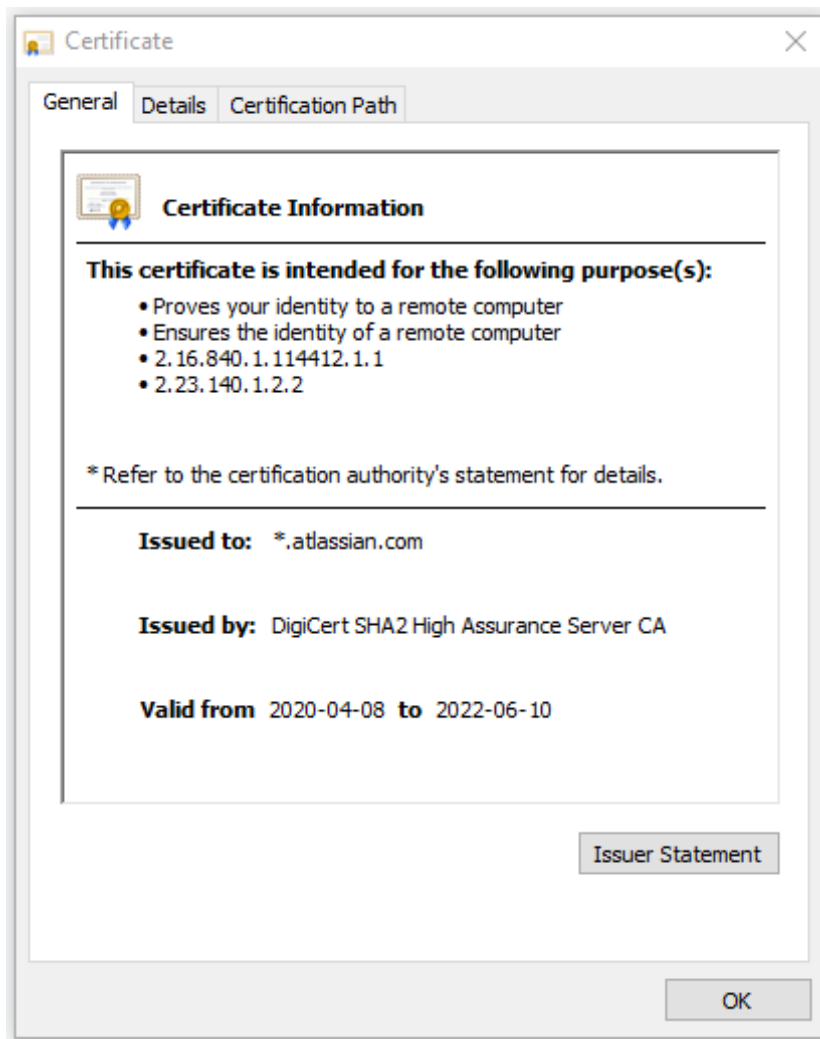 Certificate
General Details Certification Path
Certificate Information
This certificate is intended for the following purpose(s):
• Proves your identity to a remote computer
• Ensures the identity of a remote computer
• 2.16.840.1.114412.1.1
• 2.23.140.1.2.2
* Refer to the certification authority's statement for details.
Issued to: *.atlassian.com
Issued by: DigiCert SHA2 High Assurance Server CA
Valid from 2020-04-08 to 2022-06-10
Issuer Statement
OK